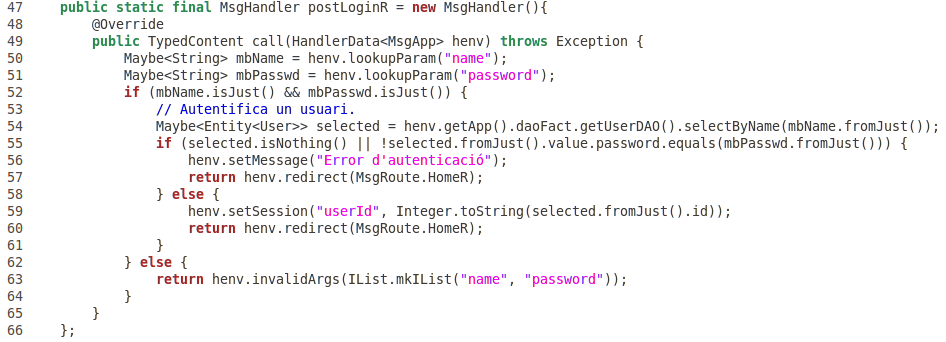 47 public static final MsgHandler postLoginR = new MsgHandler(){
48 @Override
49 public TypedContent call(HandlerData<MsgApp> henv) throws Exception {
50 Maybe<String> mbName = henv.lookupParam("name");
51 Maybe<String> mbPasswd = henv.lookupParam("password");
52 if (mbName.isJust() && mbPasswd.isJust()) {
53 // Autentifica un usuari.
54 Maybe<Entity<User>> selected = henv.getApp().daoFact.getUserDAO().selectByName(mbName.fromJust());
55 if (selected.isNothing() || !selected.fromJust().value.password.equals(mbPasswd.fromJust())) {
56 henv.setMessage("Error d'autenticació");
57 return henv.redirect(MsgRoute.HomeR);
58 } else {
59 henv.setSession("userId", Integer.toString(selected.fromJust().id));
60 return henv.redirect(MsgRoute.HomeR);
61 }
62 } else {
63 return henv.invalidArgs(IList.mkIList("name", "password"));
64 }
65 }
66 };